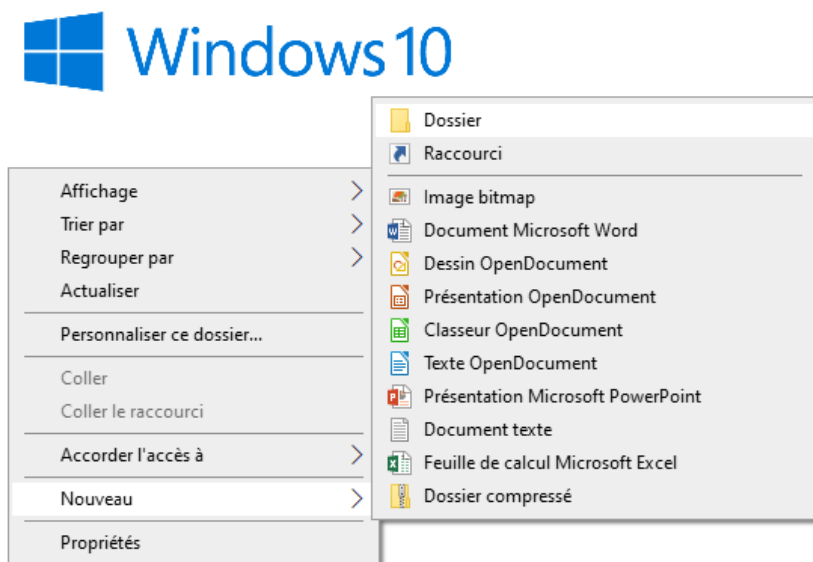 Windows 10
Affichage
Trier par
Regrouper par
Actualiser
Personnaliser ce dossier...
Coller
Coller le raccourci
Accorder l'accès à
Nouveau
Propriétés
Dossier
Raccourci
Image bitmap
Document Microsoft Word
Dessin OpenDocument
Présentation OpenDocument
Classeur OpenDocument
Texte OpenDocument
Présentation Microsoft PowerPoint
Document texte
Feuille de calcul Microsoft Excel
Dossier compressé